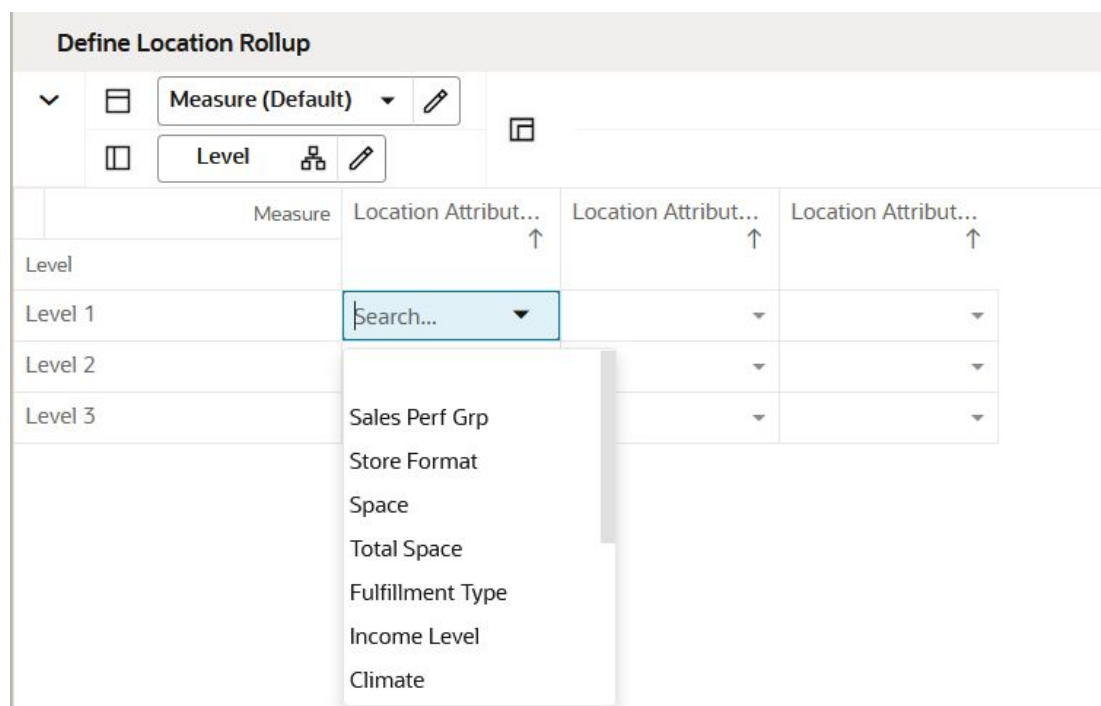 Define Location Rollup
Measure (Default)
Level
Measure
Location Attribut...
Location Attribut...
Location Attribut...
Level
Level 1
Search...
Level 2
Level 3
Sales Perf Grp
Store Format
Space
Total Space
Fulfillment Type
Income Level
Climate